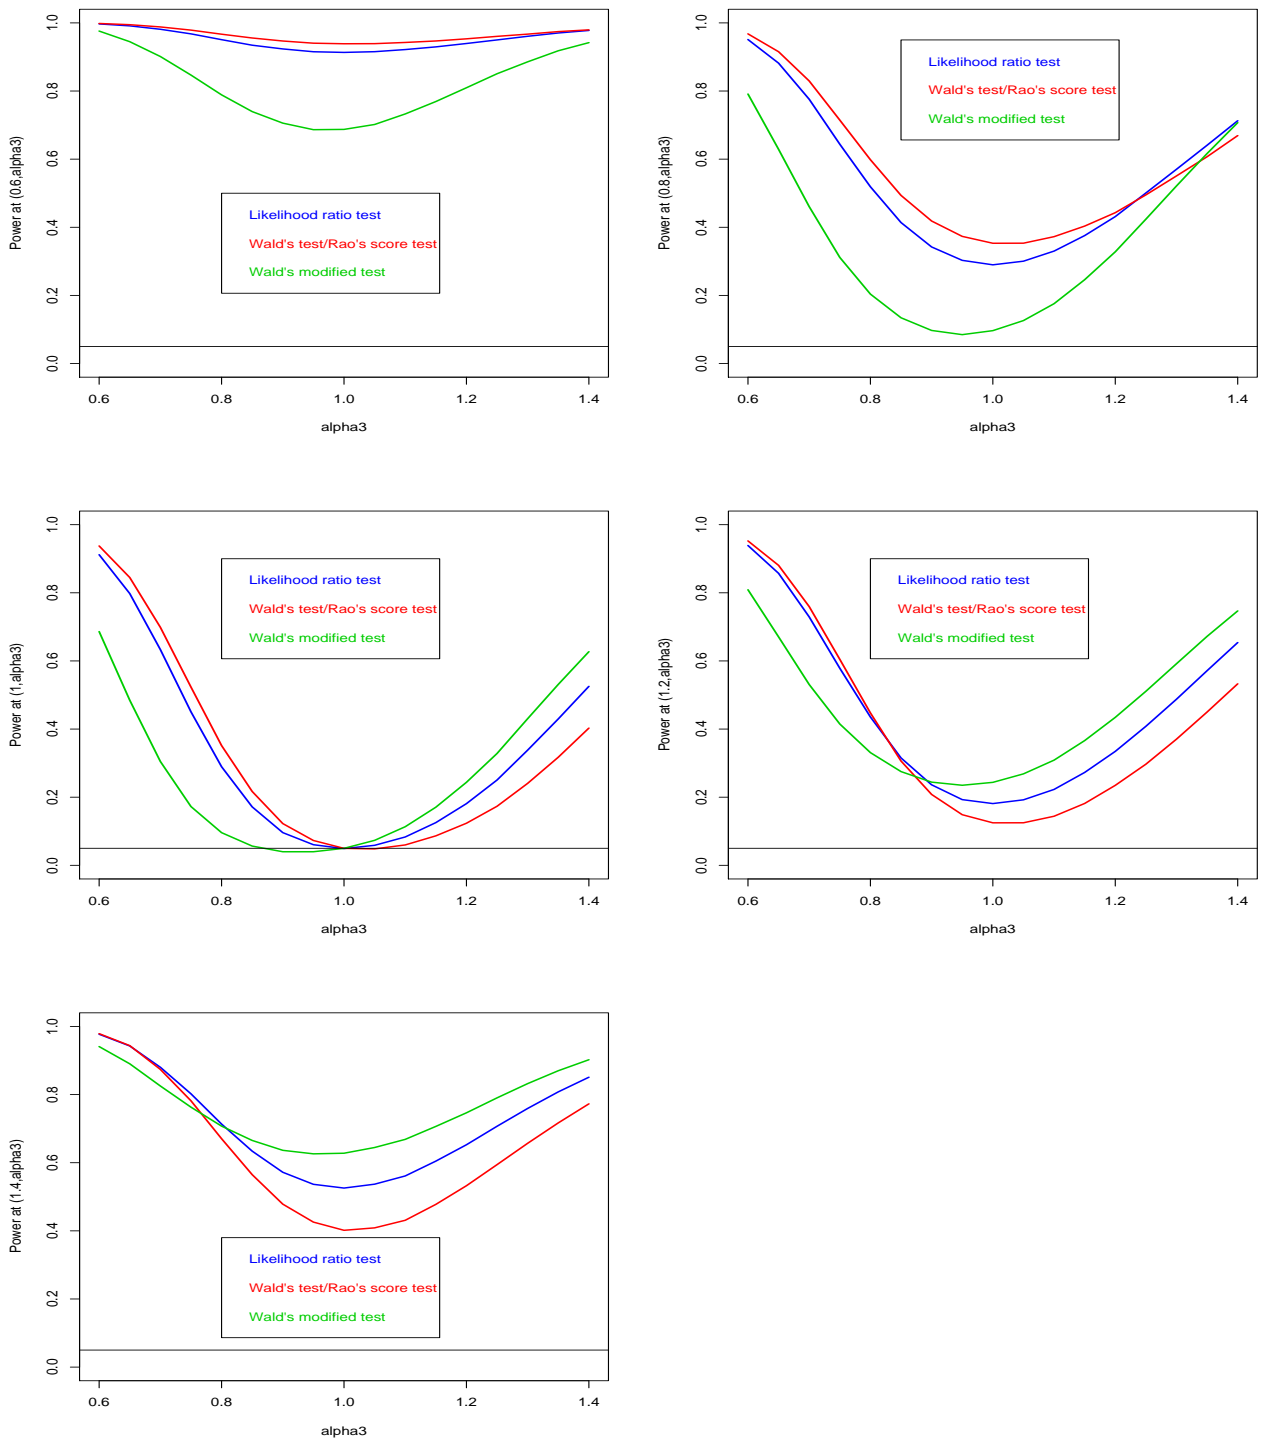 Power at (0.6,alpha3)
1.0
0.8
0.6
0.4
0.2
0.0
Likelihood ratio test
Wald's test/Rao's score test
Wald's modified test
0.6 0.8 1.0 1.2 1.4
alpha3
Power at (0.8,alpha3)
1.0
0.8
0.6
0.4
0.2
0.0
Likelihood ratio test
Wald's test/Rao's score test
Wald's modified test
0.6 0.8 1.0 1.2 1.4
alpha3
Power at (1,alpha3)
1.0
0.8
0.6
0.4
0.2
0.0
Likelihood ratio test
Wald's test/Rao's score test
Wald's modified test
0.6 0.8 1.0 1.2 1.4
alpha3
Power at (1.2,alpha3)
1.0
0.8
0.6
0.4
0.2
0.0
Likelihood ratio test
Wald's test/Rao's score test
Wald's modified test
0.6 0.8 1.0 1.2 1.4
alpha3
Power at (1.4,alpha3)
1.0
0.8
0.6
0.4
0.2
0.0
Likelihood ratio test
Wald's test/Rao's score test
Wald's modified test
0.6 0.8 1.0 1.2 1.4
alpha3